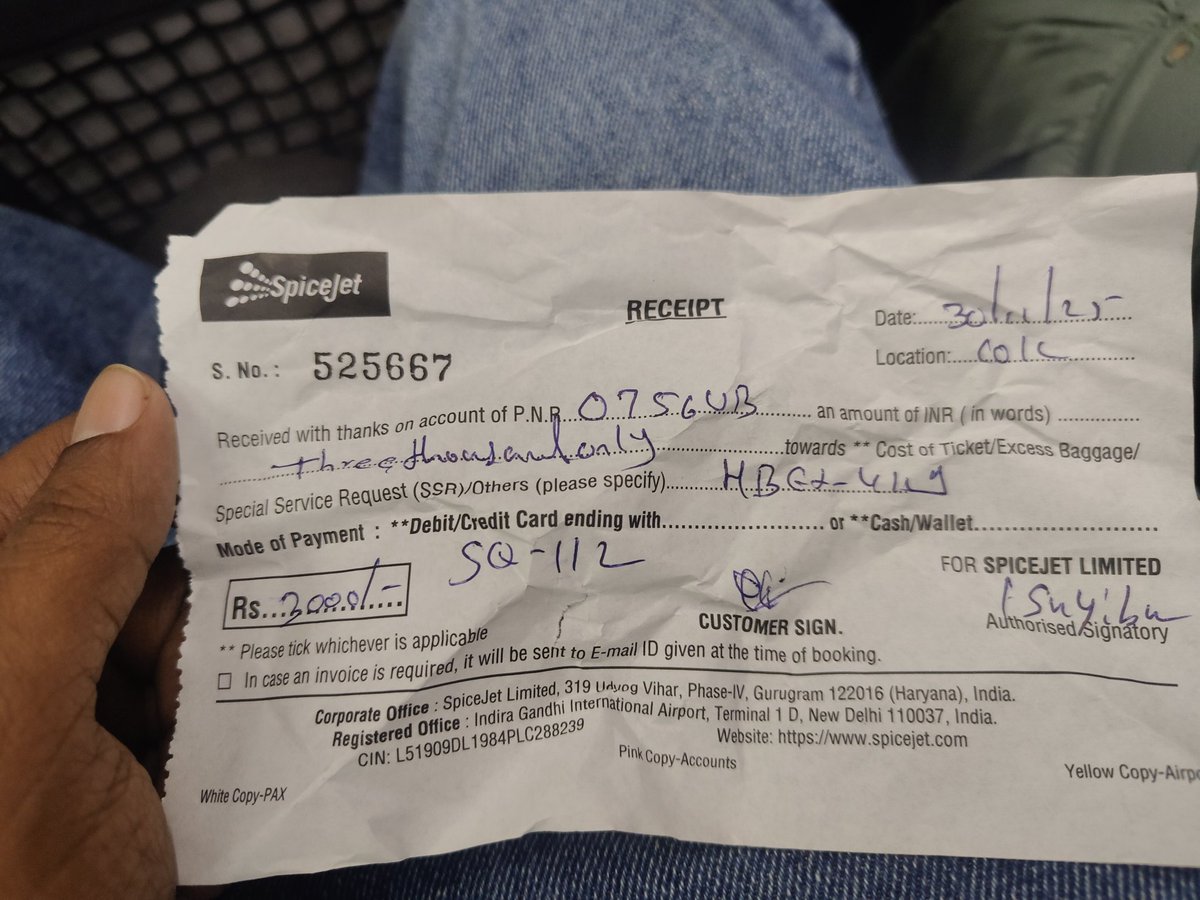 SpiceJet
RECEIPT
Date:.....30/11/25.....
Location:....COK.....
S. No. : 525667
Received with thanks on account of P.N.R...O7SGUB......... an amount of INR ( in words) ..............
.......three thousand only.......................towards ** Cost of Ticket/Excess Baggage/
Special Service Request (SSR)/Others (please specify).......
Mode of Payment : **Debit/Credit Card ending with........................ or **Cash/Wallet...........................
SQ-112
Rs...3000/-....
FOR SPICEJET LIMITED
CUSTOMER SIGN.
Authorised/Signatory
** Please tick whichever is applicable
☐ In case an invoice is required, it will be sent to E-mail ID given at the time of booking.
Corporate Office : SpiceJet Limited, 319 Udyog Vihar, Phase-IV, Gurugram 122016 (Haryana), India.
Registered Office : Indira Gandhi International Airport, Terminal 1 D, New Delhi 110037, India.
CIN: L51909DL1984PLC288239
Website: https://www.spicejet.com
White Copy-PAX
Pink Copy-Accounts
Yellow Copy-Airp